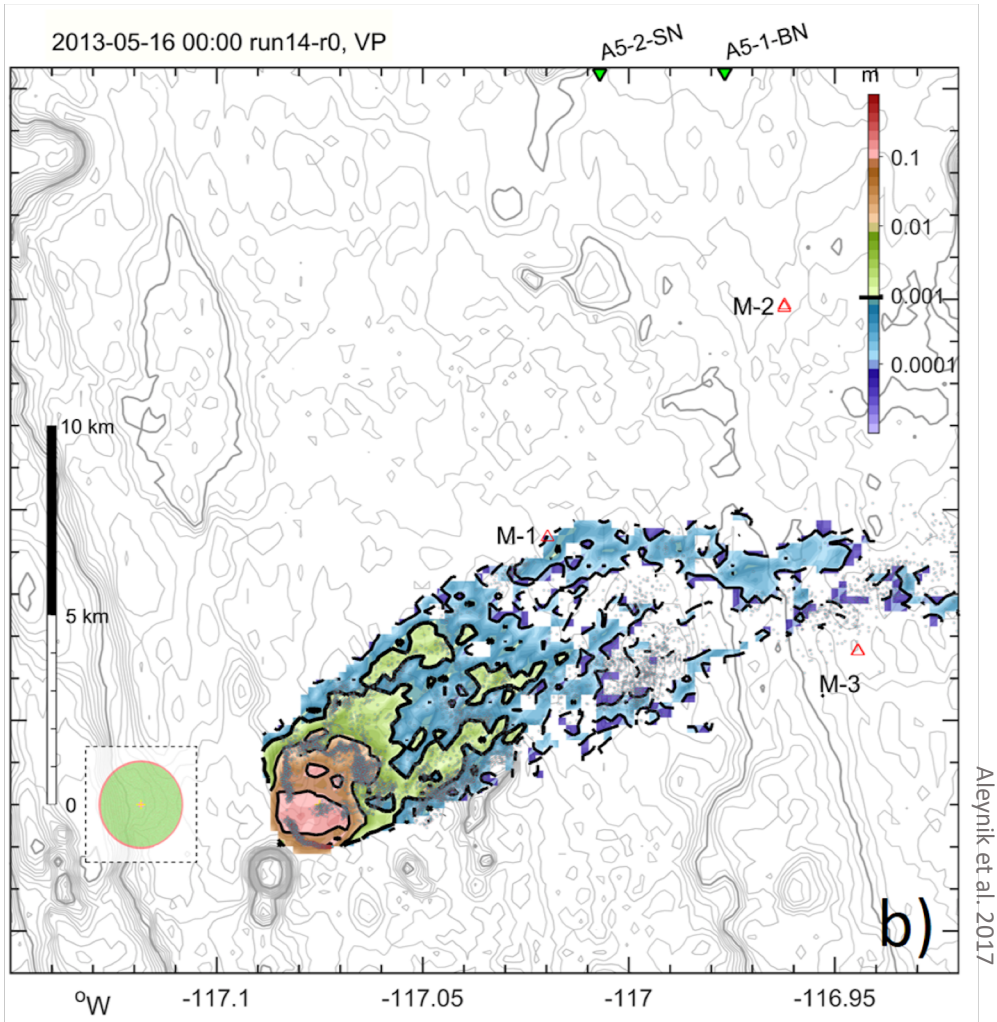 2013-05-16 00:00 run14-r0, VP
A5-2-SN
A5-1-BN
m
0.1
0.01
0.001
0.0001
M-2
10 km
M-1
5 km
M-3
0
b)
Aleynik et al. 2017
oW
-117.1
-117.05
-117
-116.95